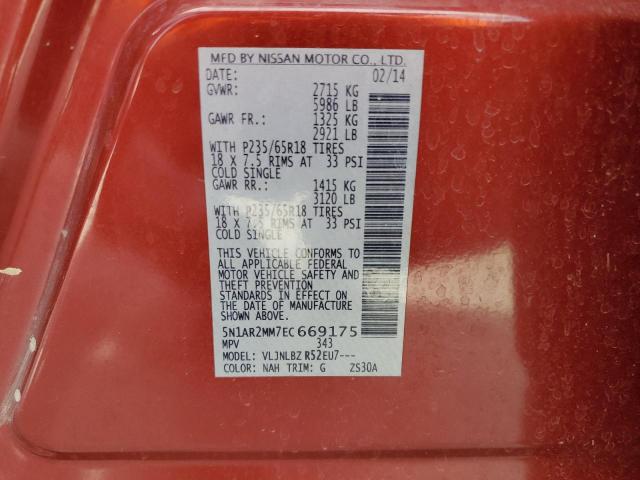 MFD BY NISSAN MOTOR CO., LTD.
DATE: 02/14
GVWR: 2715 KG
5986 LB
GAWR FR.: 1325 KG
2921 LB
WITH P235/65R18 TIRES
18 X 7.5 RIMS AT 33 PSI
COLD SINGLE
GAWR RR.: 1415 KG
3120 LB
WITH P235/65R18 TIRES
18 X 7.5 RIMS AT 33 PSI
COLD SINGLE
THIS VEHICLE CONFORMS TO
ALL APPLICABLE FEDERAL
MOTOR VEHICLE SAFETY AND
THEFT PREVENTION
STANDARDS IN EFFECT ON
THE DATE OF MANUFACTURE
SHOWN ABOVE.
5N1AR2MM7EC669175
MPV 343
MODEL: VLJNLBZ R52EU7---
COLOR: NAH TRIM: G ZS30A